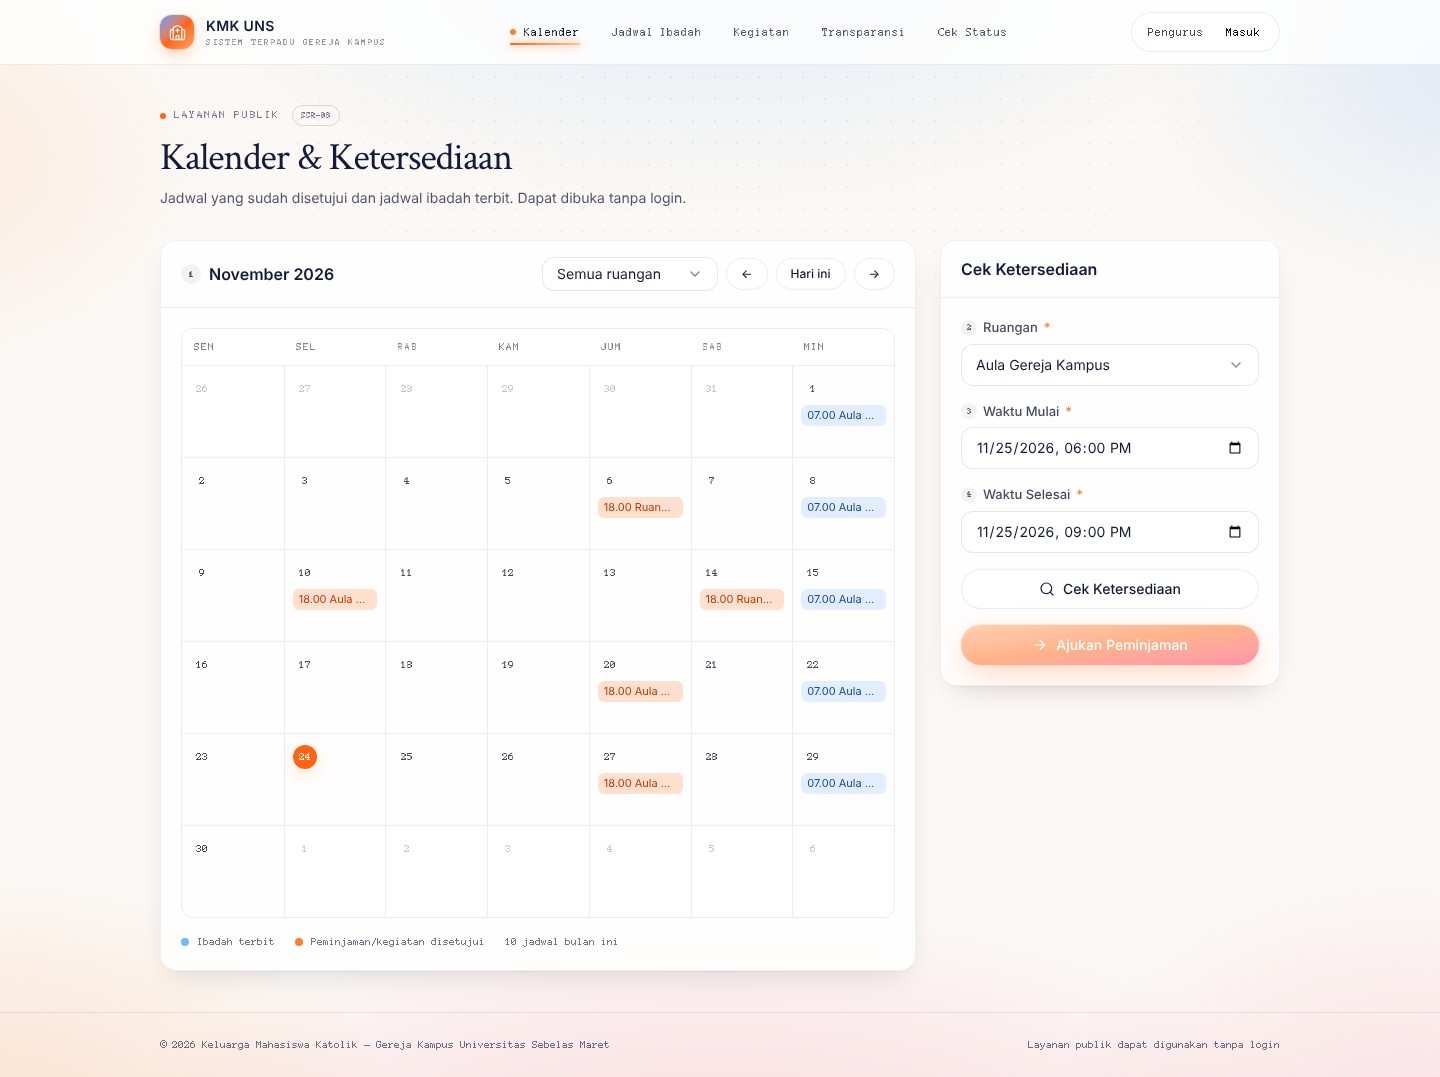 KMK UNS
SISTEM TERPADU GEREJA KAMPUS
Kalender
Jadwal Ibadah
Kegiatan
Transparansi
Cek Status
Pengurus
Masuk
LAYANAN PUBLIK
SCR-08
Kalender & Ketersediaan
Jadwal yang sudah disetujui dan jadwal ibadah terbit. Dapat dibuka tanpa login.
1
November 2026
Semua ruangan
←
Hari ini
→
SEN SEL RAB KAM JUM SAB MIN
26 27 28 29 30 31 1
07.00 Aula ...
2 3 4 5 6 7 8
18.00 Ruan... 07.00 Aula ...
9 10 11 12 13 14 15
18.00 Aula ... 18.00 Ruan... 07.00 Aula ...
16 17 18 19 20 21 22
18.00 Aula ... 07.00 Aula ...
23 24 25 26 27 28 29
18.00 Aula ... 07.00 Aula ...
30 1 2 3 4 5 6
Ibadah terbit
Peminjaman/kegiatan disetujui
10 jadwal bulan ini
Cek Ketersediaan
2 Ruangan *
Aula Gereja Kampus
3 Waktu Mulai *
11/25/2026, 06:00 PM
4 Waktu Selesai *
11/25/2026, 09:00 PM
Cek Ketersediaan
→ Ajukan Peminjaman
© 2026 Keluarga Mahasiswa Katolik — Gereja Kampus Universitas Sebelas Maret
Layanan publik dapat digunakan tanpa login